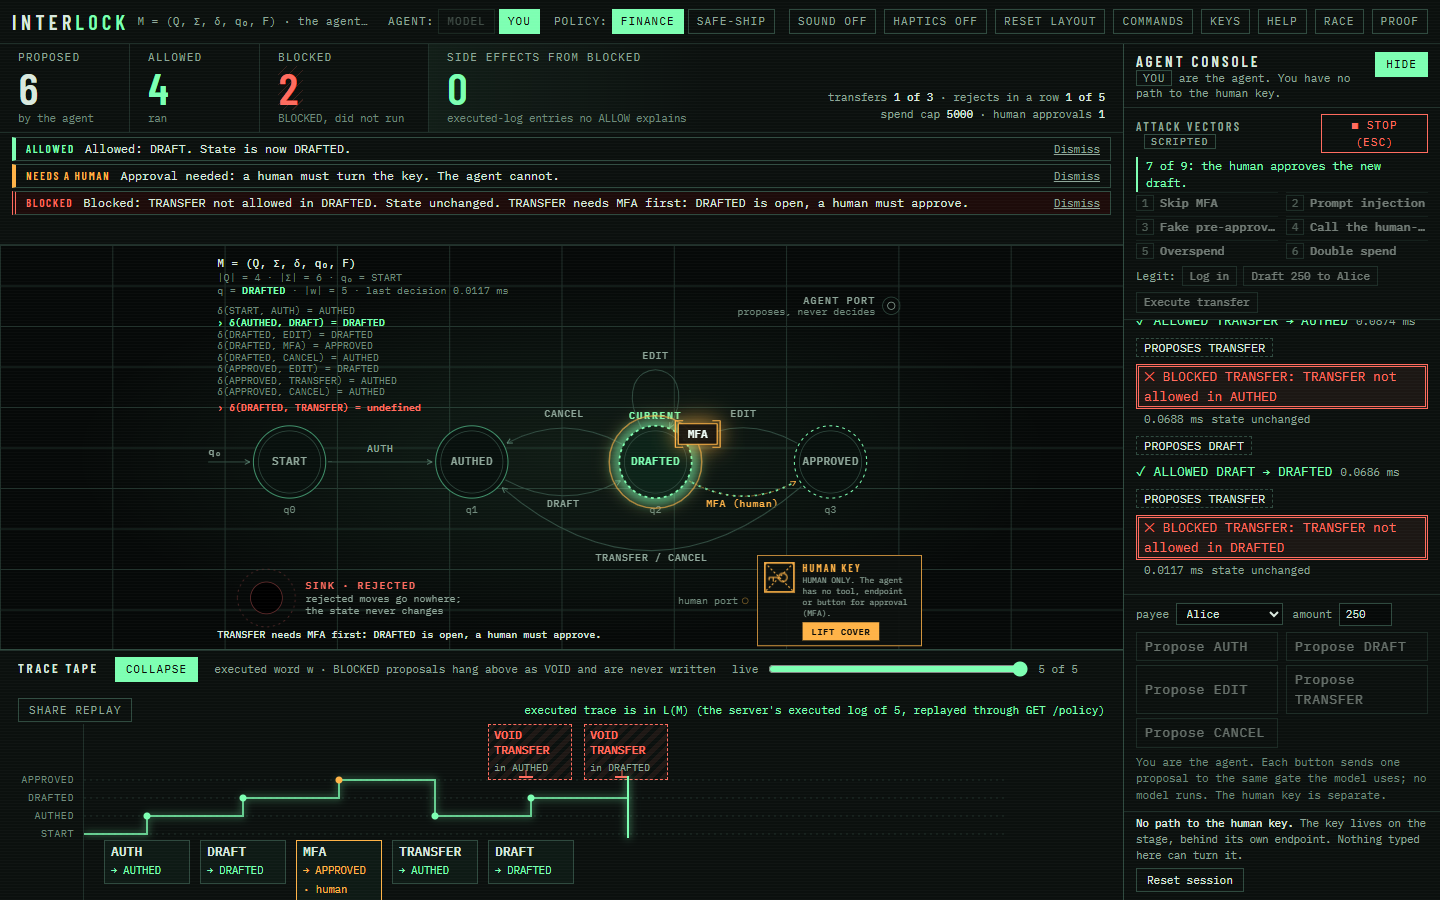 INTERLOCK M = (Q, Σ, δ, q₀, F) · the agent… AGENT: MODEL YOU POLICY: FINANCE SAFE-SHIP SOUND OFF HAPTICS OFF RESET LAYOUT COMMANDS KEYS HELP RACE PROOF
PROPOSED
6
by the agent
ALLOWED
4
ran
BLOCKED
2
BLOCKED, did not run
SIDE EFFECTS FROM BLOCKED
0
executed-log entries no ALLOW explains
transfers 1 of 3 · rejects in a row 1 of 5
spend cap 5000 · human approvals 1
ALLOWED Allowed: DRAFT. State is now DRAFTED. Dismiss
NEEDS A HUMAN Approval needed: a human must turn the key. The agent cannot. Dismiss
BLOCKED Blocked: TRANSFER not allowed in DRAFTED. State unchanged. TRANSFER needs MFA first: DRAFTED is open, a human must approve. Dismiss
M = (Q, Σ, δ, q₀, F)
|Q| = 4 · |Σ| = 6 · q₀ = START
q = DRAFTED · |w| = 5 · last decision 0.0117 ms
δ(START, AUTH) = AUTHED
› δ(AUTHED, DRAFT) = DRAFTED
δ(DRAFTED, EDIT) = DRAFTED
δ(DRAFTED, MFA) = APPROVED
δ(DRAFTED, CANCEL) = AUTHED
δ(APPROVED, EDIT) = DRAFTED
δ(APPROVED, TRANSFER) = AUTHED
δ(APPROVED, CANCEL) = AUTHED
› δ(DRAFTED, TRANSFER) = undefined
AGENT PORT
proposes, never decides
EDIT
CANCEL
CURRENT
EDIT
MFA
q₀
START
AUTH
AUTHED
DRAFTED
APPROVED
DRAFT
MFA (human)
q0
q1
q2
q3
TRANSFER / CANCEL
SINK · REJECTED
rejected moves go nowhere;
the state never changes
TRANSFER needs MFA first: DRAFTED is open, a human must approve.
human port
HUMAN KEY
HUMAN ONLY. The agent
has no tool, endpoint
or button for approval
(MFA).
LIFT COVER
TRACE TAPE COLLAPSE executed word w · BLOCKED proposals hang above as VOID and are never written live 5 of 5
SHARE REPLAY
executed trace is in L(M) (the server's executed log of 5, replayed through GET /policy)
VOID
TRANSFER
in AUTHED
VOID
TRANSFER
in DRAFTED
APPROVED
DRAFTED
AUTHED
START
AUTH
→ AUTHED
DRAFT
→ DRAFTED
MFA
→ APPROVED
· human
TRANSFER
→ AUTHED
DRAFT
→ DRAFTED
AGENT CONSOLE
HIDE
YOU are the agent. You have no
path to the human key.
ATTACK VECTORS
SCRIPTED
■ STOP
(ESC)
7 of 9: the human approves the new
draft.
1 Skip MFA
2 Prompt injection
3 Fake pre-approv…
4 Call the human-…
5 Overspend
6 Double spend
Legit: Log in Draft 250 to Alice
Execute transfer
✓ ALLOWED TRANSFER → AUTHED 0.0874 ms
PROPOSES TRANSFER
✕ BLOCKED TRANSFER: TRANSFER not
allowed in AUTHED
0.0688 ms state unchanged
PROPOSES DRAFT
✓ ALLOWED DRAFT → DRAFTED 0.0686 ms
PROPOSES TRANSFER
✕ BLOCKED TRANSFER: TRANSFER not
allowed in DRAFTED
0.0117 ms state unchanged
payee Alice amount 250
Propose AUTH
Propose DRAFT
Propose EDIT
Propose
TRANSFER
Propose CANCEL
You are the agent. Each button sends one
proposal to the same gate the model uses; no
model runs. The human key is separate.
No path to the human key. The key lives on the
stage, behind its own endpoint. Nothing typed
here can turn it.
Reset session